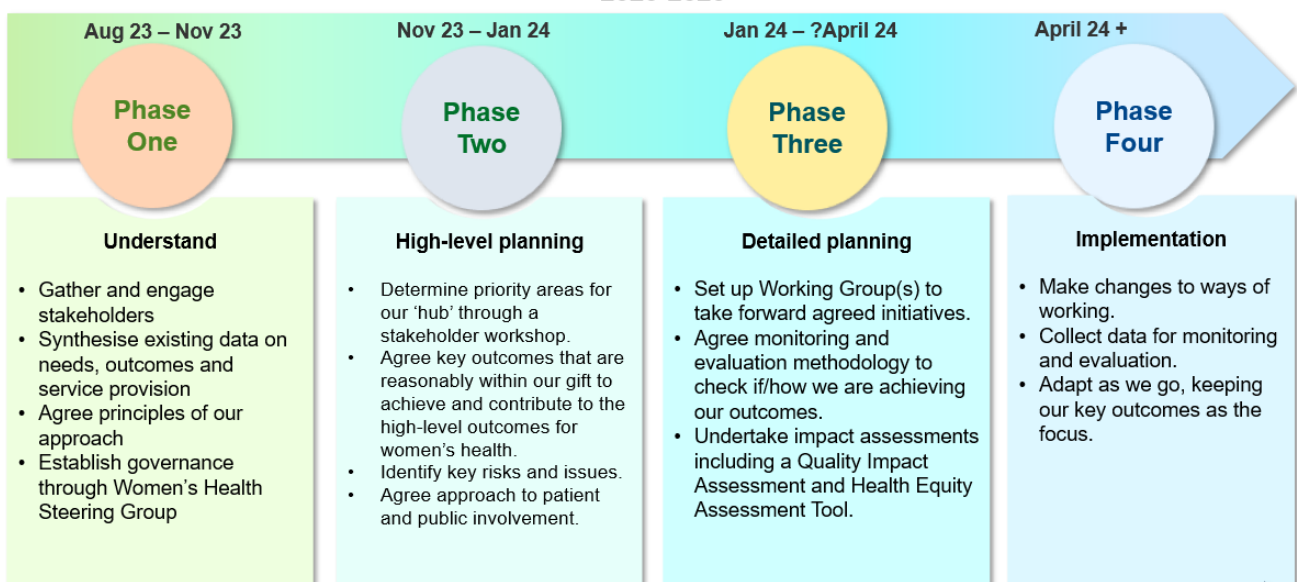 Aug 23 – Nov 23
Nov 23 – Jan 24
Jan 24 – ?April 24
April 24 +
Phase
One
Phase
Two
Phase
Three
Phase
Four
Understand
• Gather and engage
stakeholders
• Synthesise existing data on
needs, outcomes and
service provision
• Agree principles of our
approach
• Establish governance
through Women’s Health
Steering Group
High-level planning
• Determine priority areas for
our ‘hub’ through a
stakeholder workshop.
• Agree key outcomes that are
reasonably within our gift to
achieve and contribute to the
high-level outcomes for
women’s health.
• Identify key risks and issues.
• Agree approach to patient
and public involvement.
Detailed planning
• Set up Working Group(s) to
take forward agreed initiatives.
• Agree monitoring and
evaluation methodology to
check if/how we are achieving
our outcomes.
• Undertake impact assessments
including a Quality Impact
Assessment and Health Equity
Assessment Tool.
Implementation
• Make changes to ways of
working.
• Collect data for monitoring
and evaluation.
• Adapt as we go, keeping
our key outcomes as the
focus.